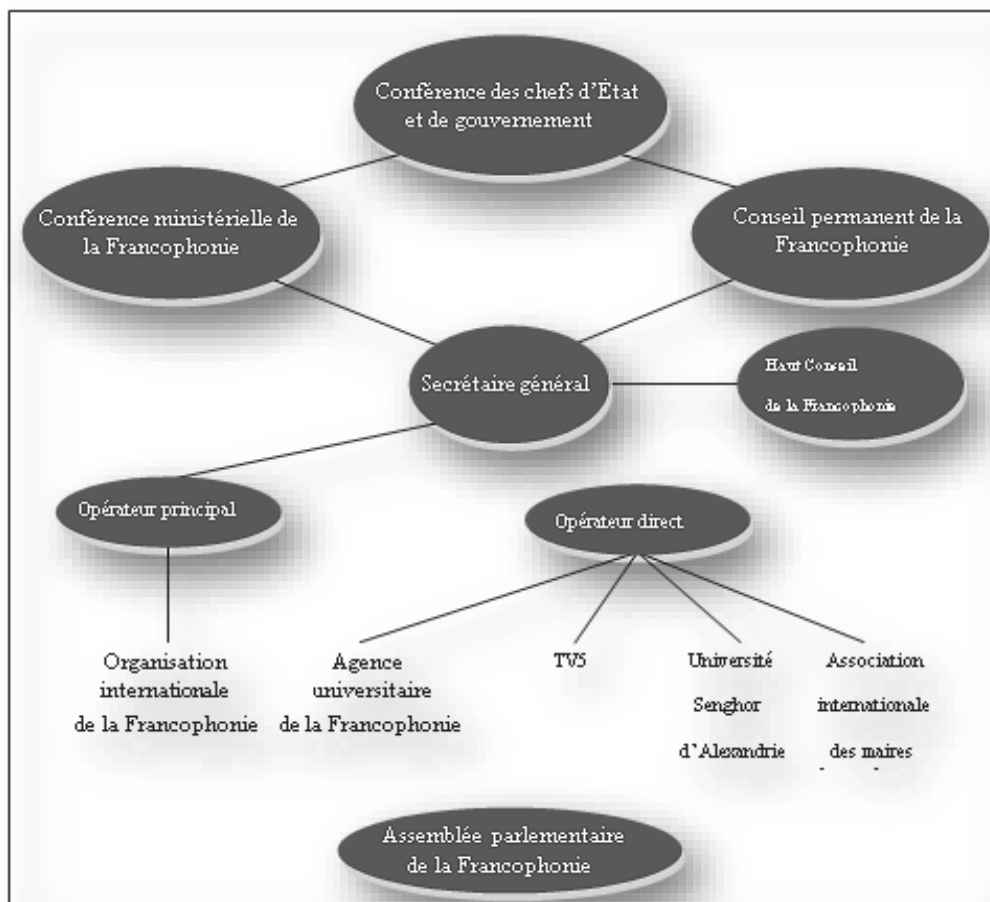 Conférence des chefs d'État
et de gouvernement
Conférence ministérielle de
la Francophonie
Conseil permanent de la
Francophonie
Secrétaire général
Haut Conseil
de la Francophonie
Opérateur principal
Opérateur direct
Organisation
internationale
de la Francophonie
Agence
universitaire
de la Francophonie
TV5
Université
Senghor
d'Alexandrie
Association
internationale
des maires
Assemblée parlementaire
de la Francophonie